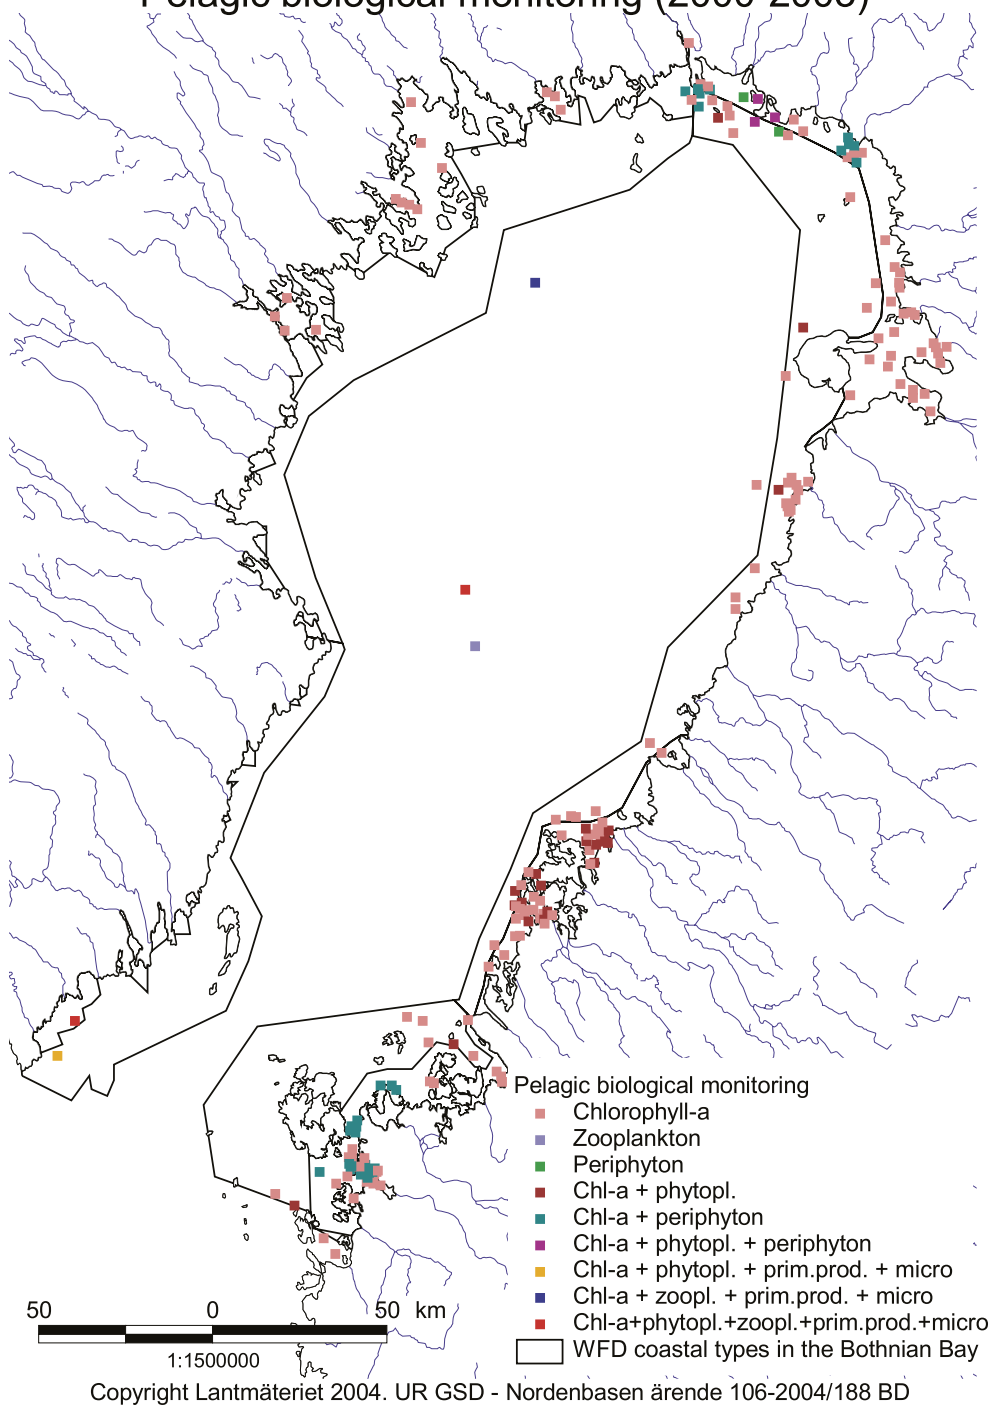 Pelagic biological monitoring
Chlorophyll-a
Zooplankton
Periphyton
Chl-a + phytopl.
Chl-a + periphyton
Chl-a + phytopl. + periphyton
Chl-a + phytopl. + prim.prod. + micro
Chl-a + zoopl. + prim.prod. + micro
Chl-a+phytopl.+zoopl.+prim.prod.+micro
WFD coastal types in the Bothnian Bay
50 0 50 km
1:1500000
Copyright Lantmäteriet 2004. UR GSD - Nordenbasen ärende 106-2004/188 BD